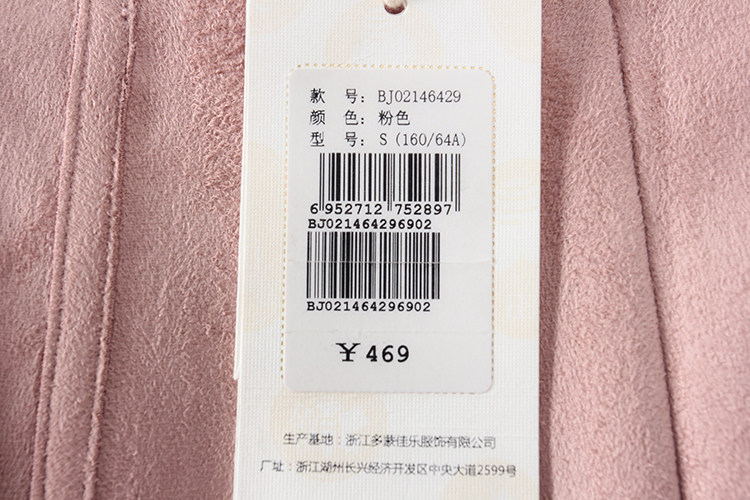 款 号: BJ02146429
颜 色: 粉色
型 号: S (160/64A)
6 952712 752897
BJ021464296902
BJ021464296902
¥ 469
生产基地: 浙江多慧佳乐服饰有限公司
厂址: 浙江湖州长兴经济开发区中央大道2599号